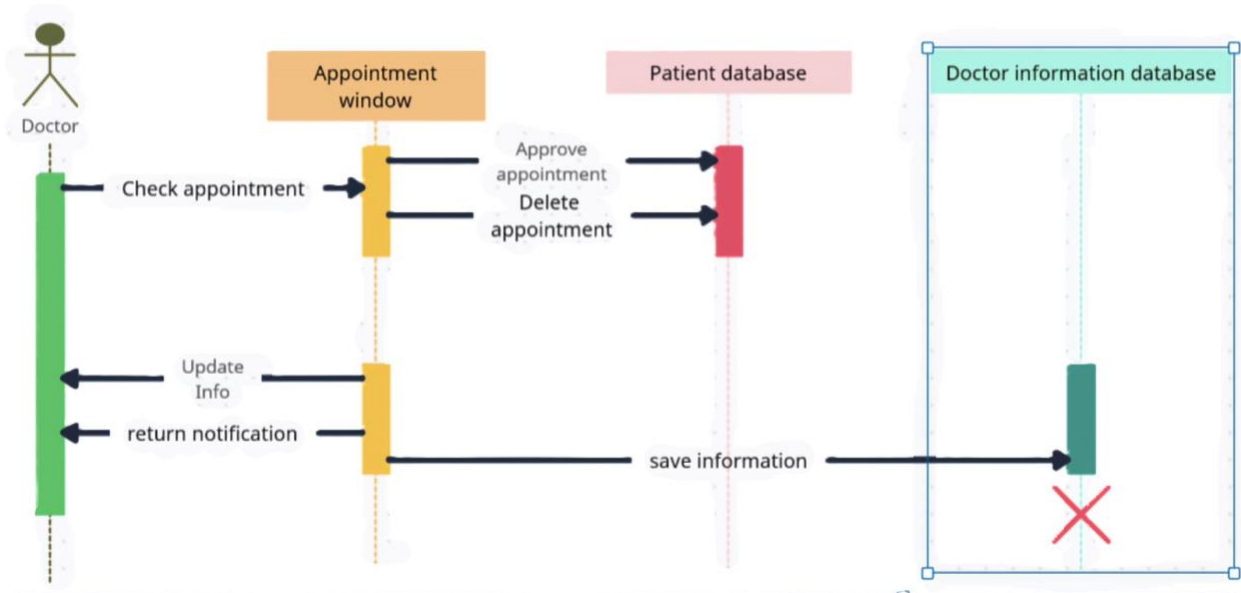 Appointment
window
Patient database
Doctor information database
Doctor
Approve
appointment
Check appointment
Delete
appointment
Update
Info
return notification
save information